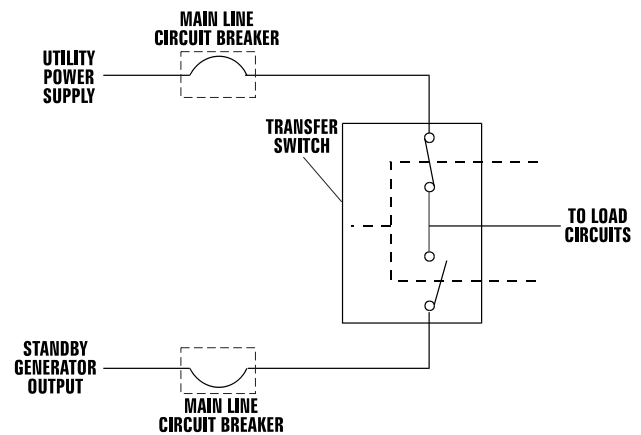 MAIN LINE
CIRCUIT BREAKER
UTILITY
POWER
SUPPLY
TRANSFER
SWITCH
TO LOAD
CIRCUITS
STANDBY
GENERATOR
OUTPUT
MAIN LINE
CIRCUIT BREAKER